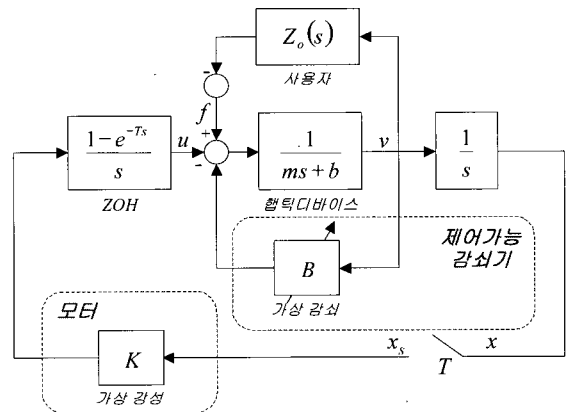 Z_o(s)
사용자
-
f
1-e^{-Ts}
s
ZOH
u
+
-
1
ms+b
햅틱디바이스
v
1
s
B
가상 감쇠
제어가능
감쇠기
모터
K
가상 강성
x_s
T
x